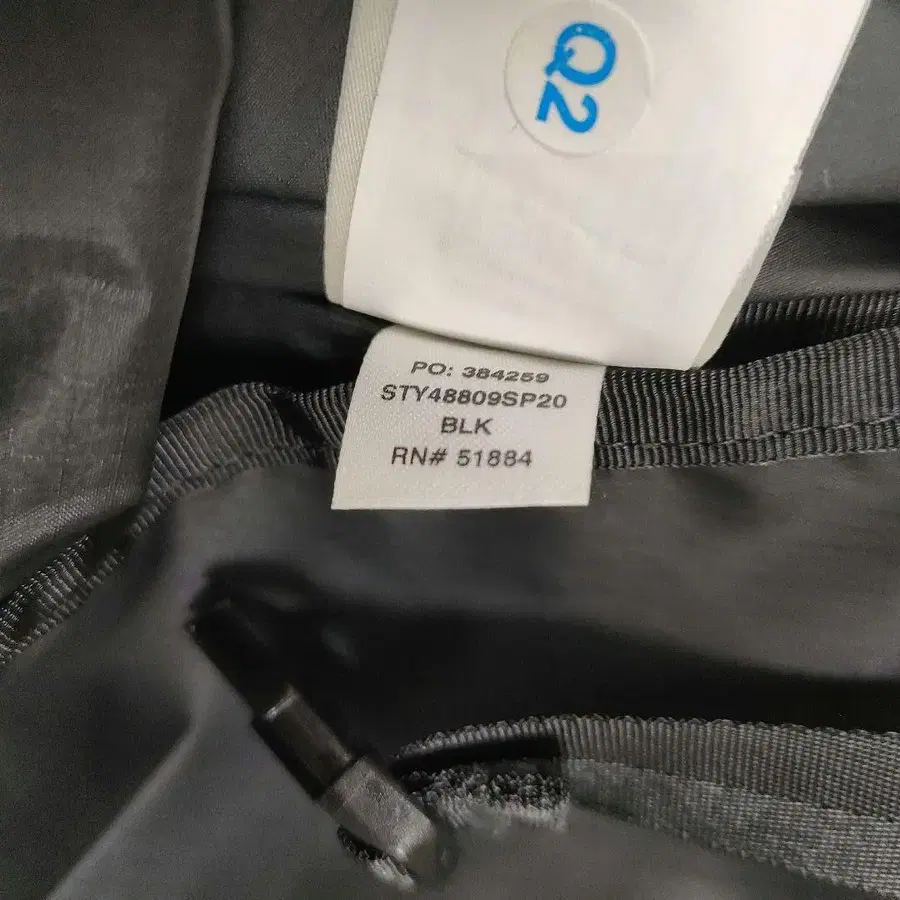 Q2
PO: 384259
STY48809SP20
BLK
RN# 51884